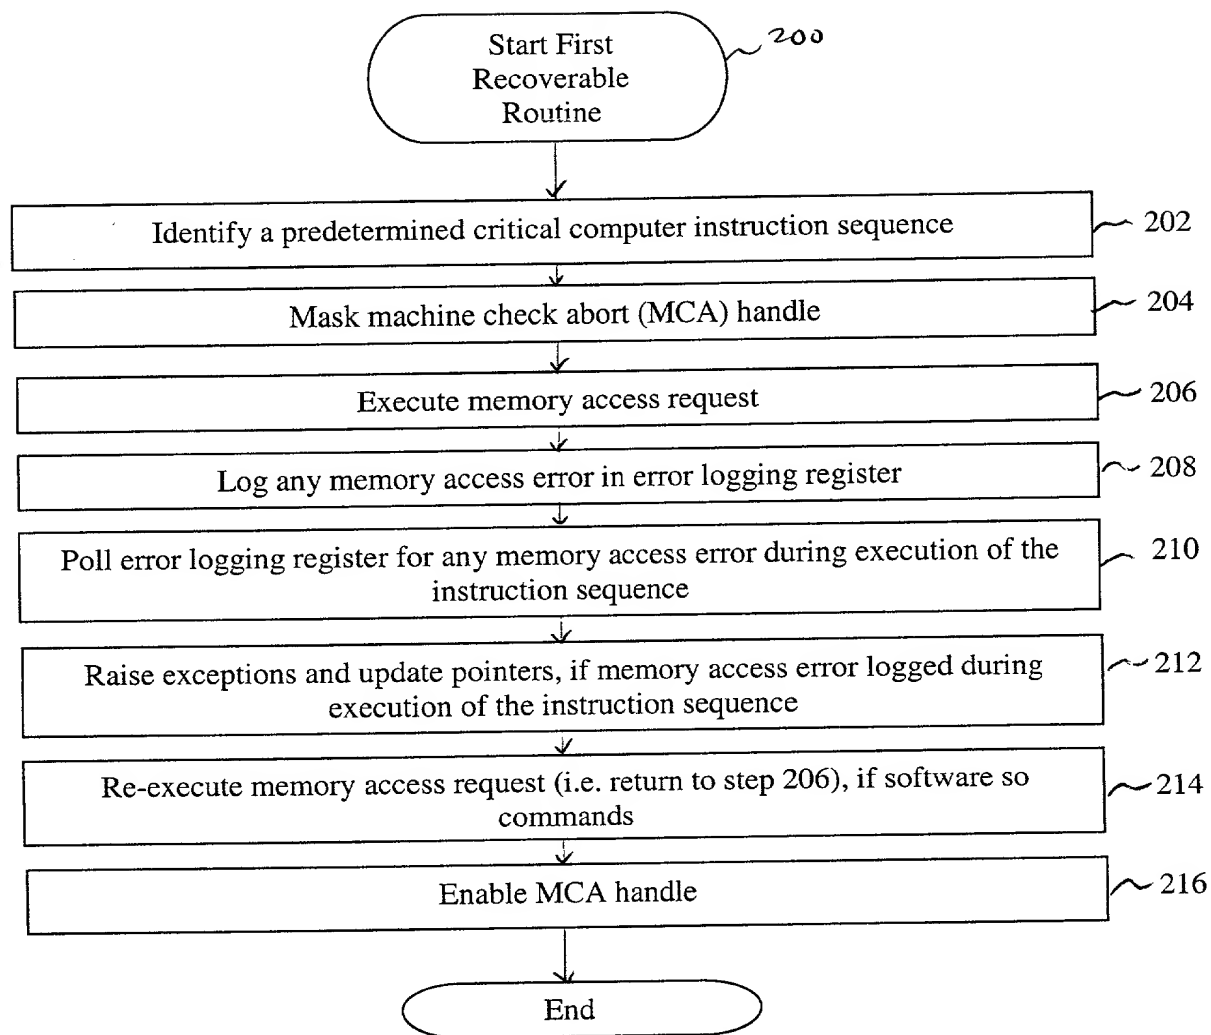 Start First
Recoverable
Routine
200
Identify a predetermined critical computer instruction sequence
202
Mask machine check abort (MCA) handle
204
Execute memory access request
206
Log any memory access error in error logging register
208
Poll error logging register for any memory access error during execution of the
instruction sequence
210
Raise exceptions and update pointers, if memory access error logged during
execution of the instruction sequence
212
Re-execute memory access request (i.e. return to step 206), if software so
commands
214
Enable MCA handle
216
End